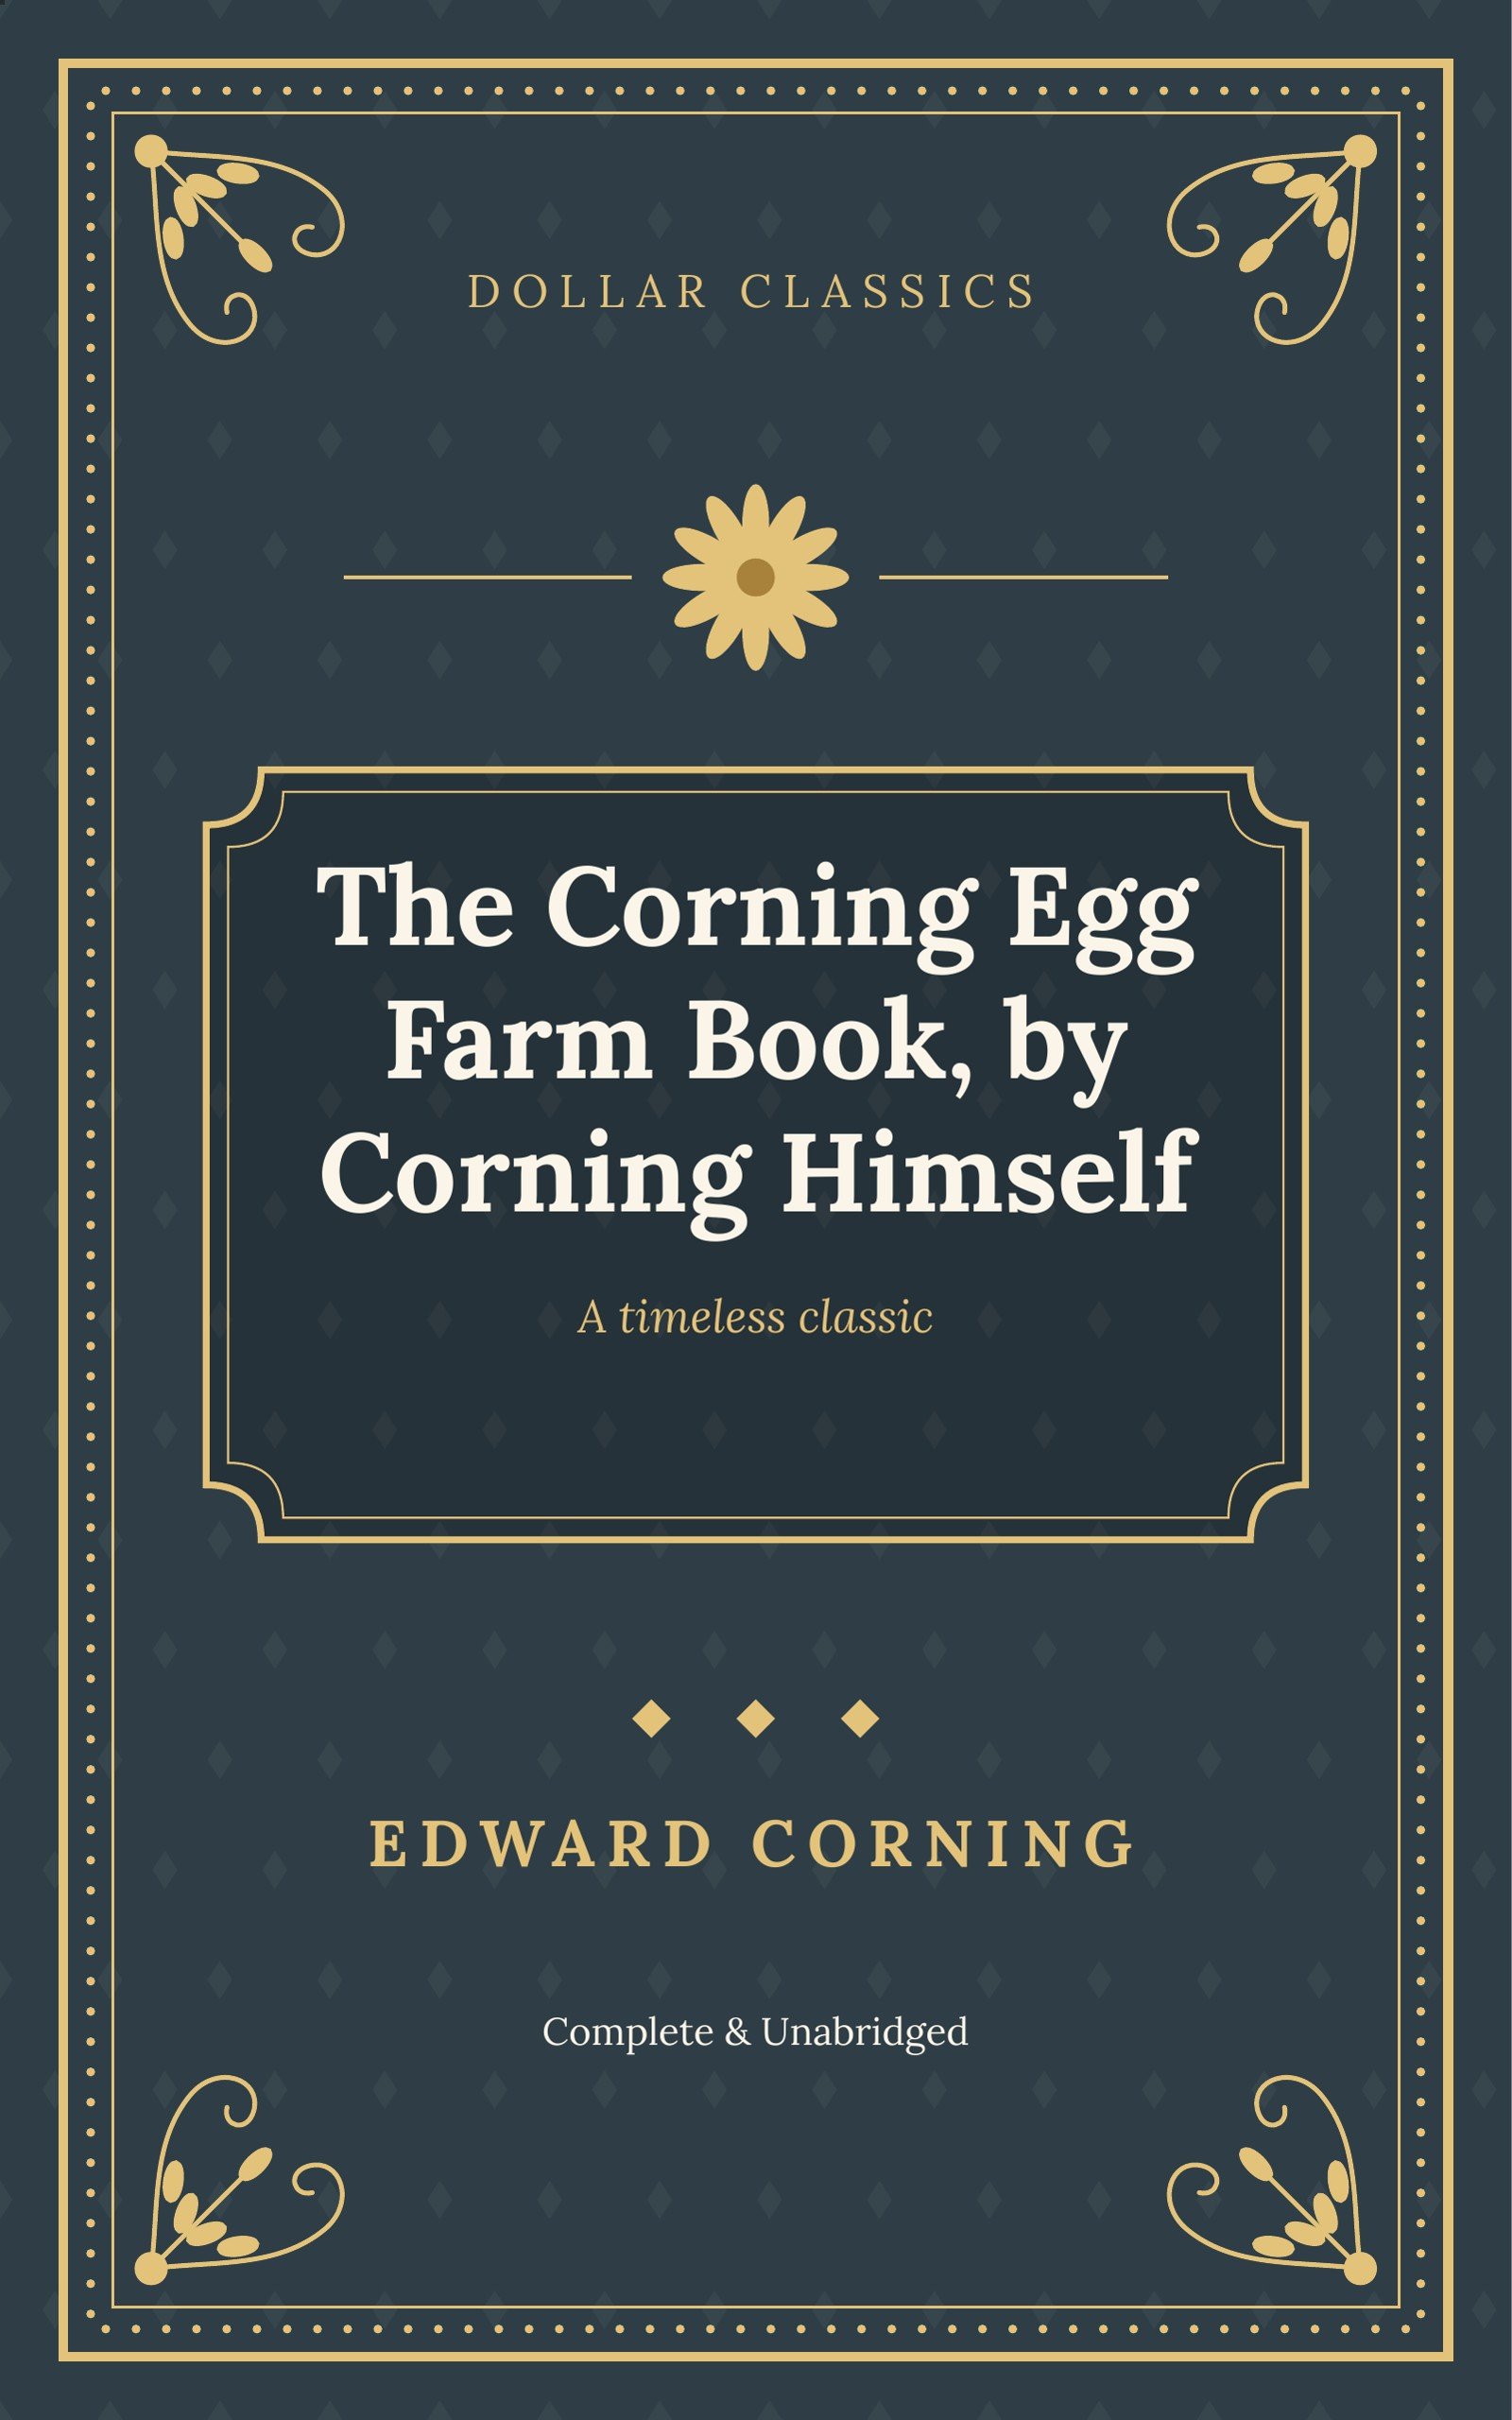 DOLLAR CLASSICS
The Corning Egg
Farm Book, by
Corning Himself
A timeless classic
EDWARD CORNING
Complete & Unabridged